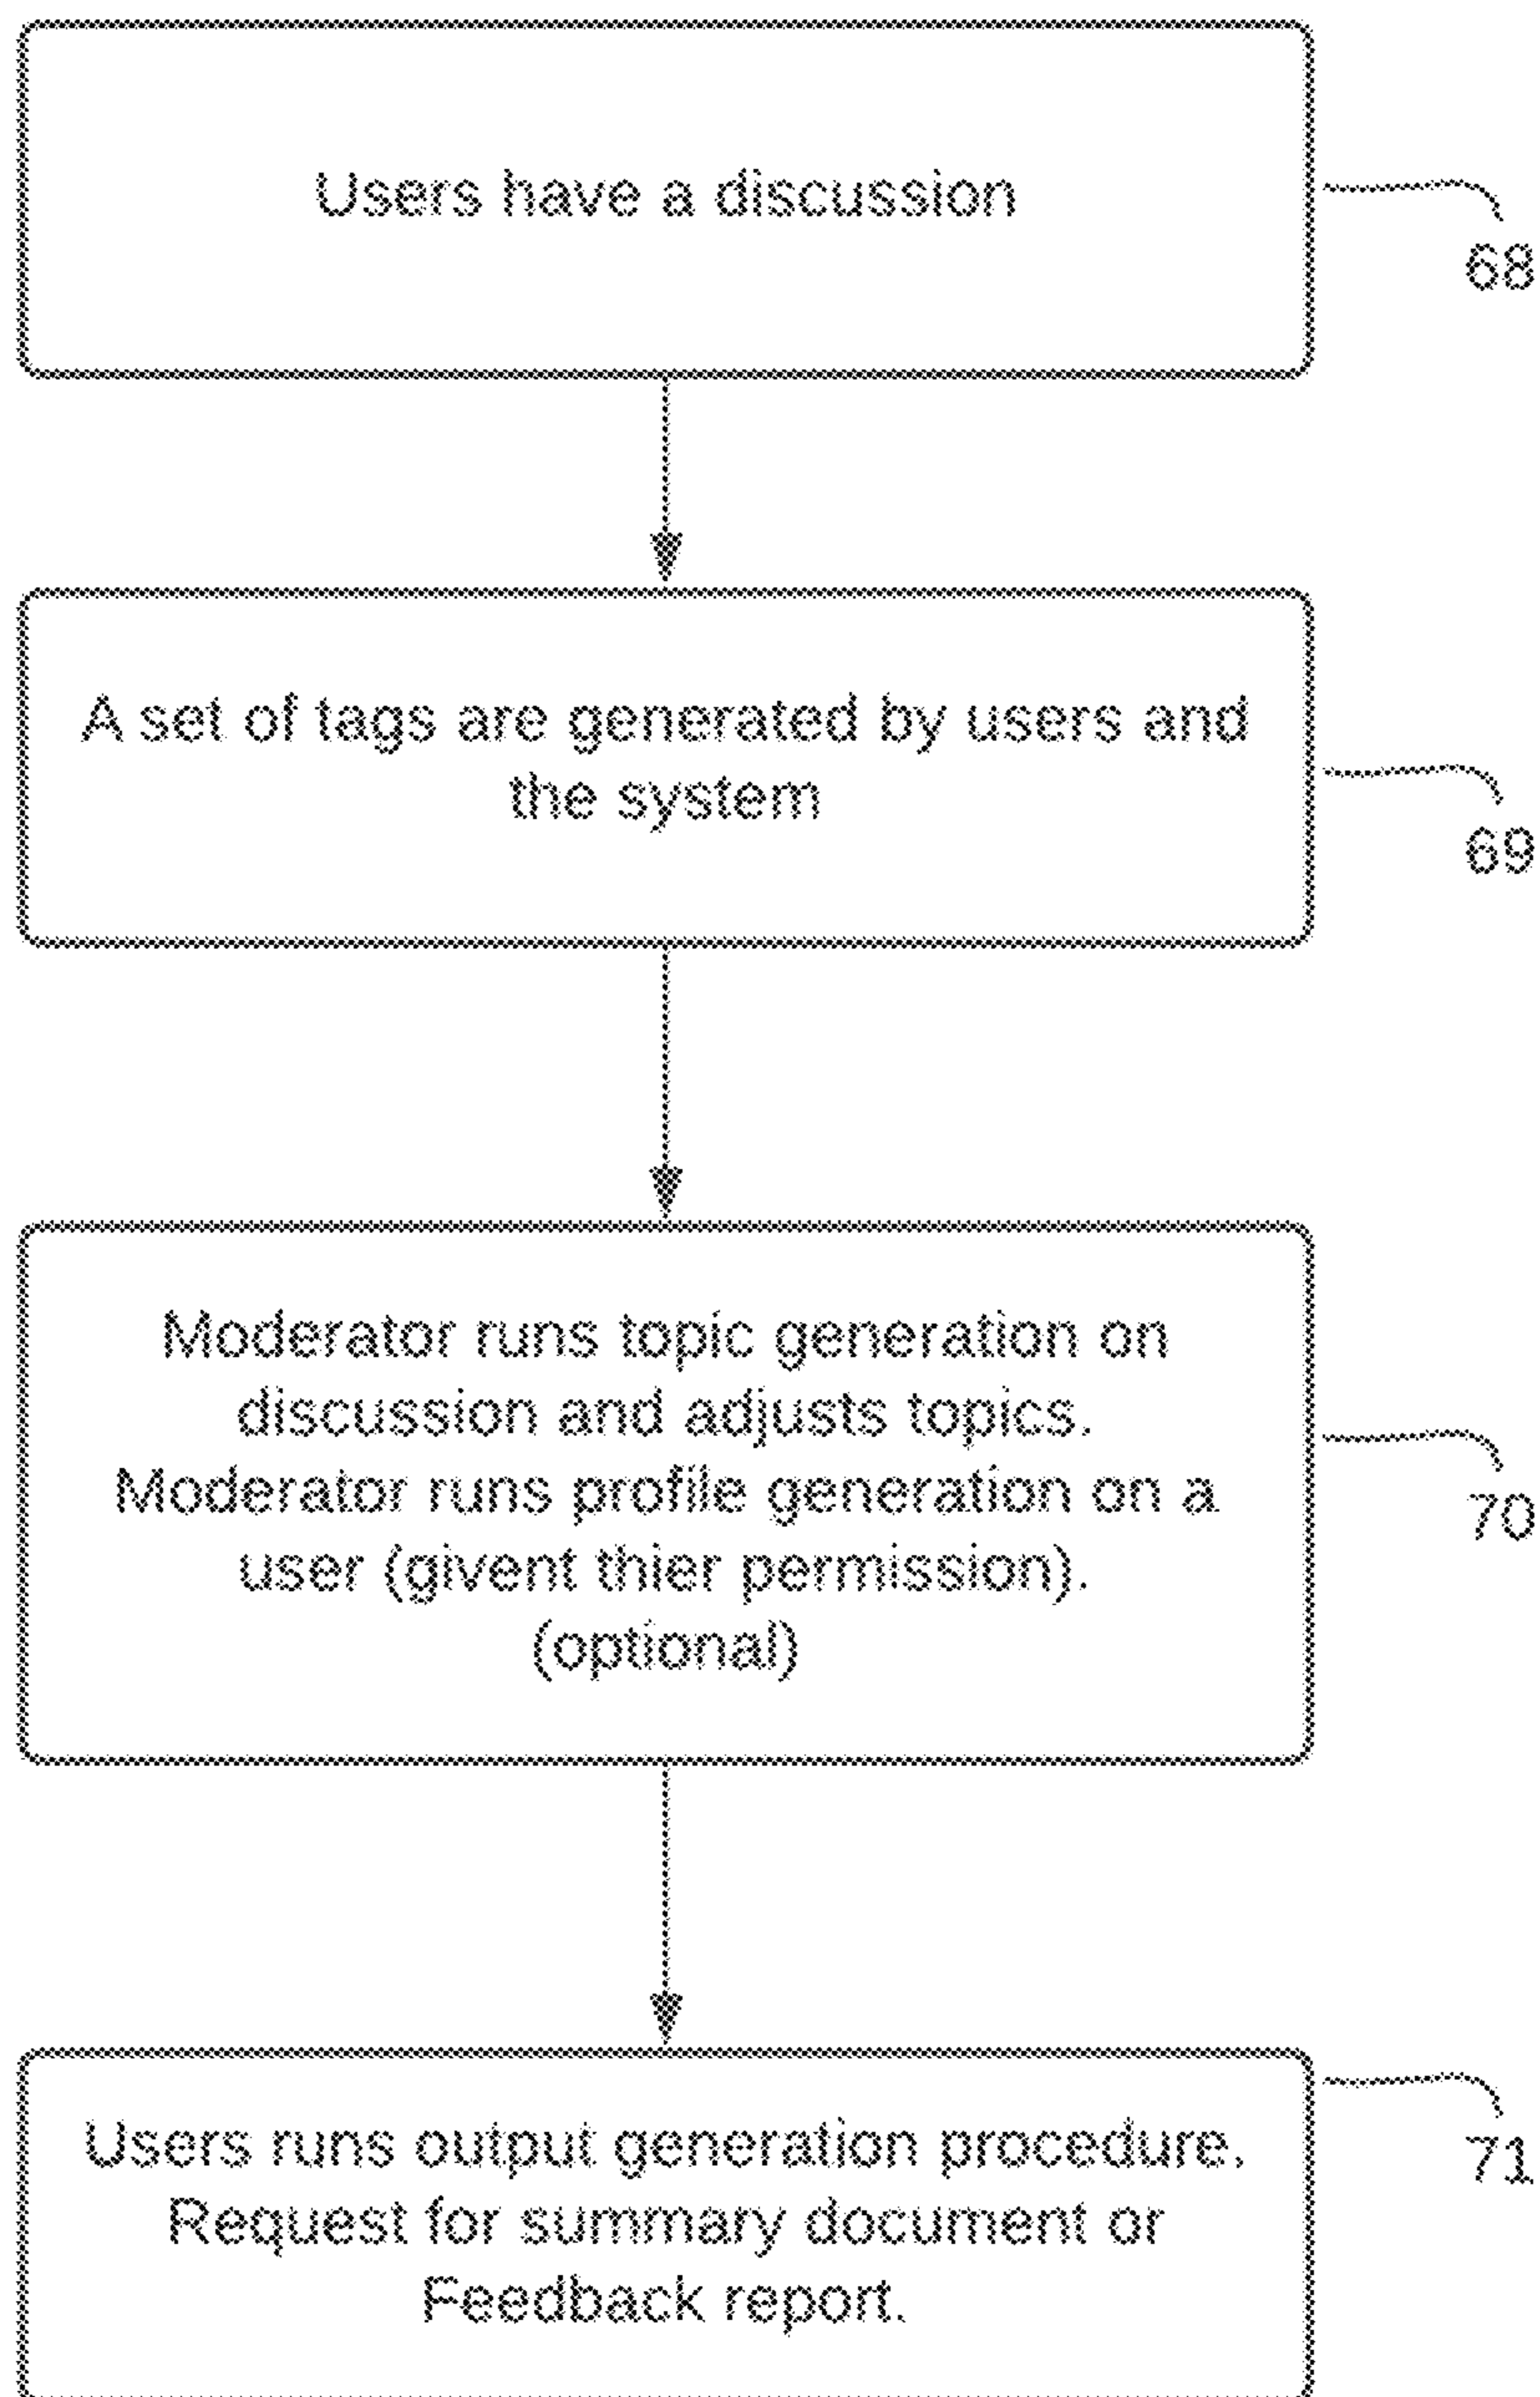 Users have a discussion
68
A set of tags are generated by users and
the system
69
Moderator runs topic generation on
discussion and adjusts topics.
Moderator runs profile generation on a
user (givent thier permission).
(optional)
70
Users runs output generation procedure.
Request for summary document or
Feedback report.
71